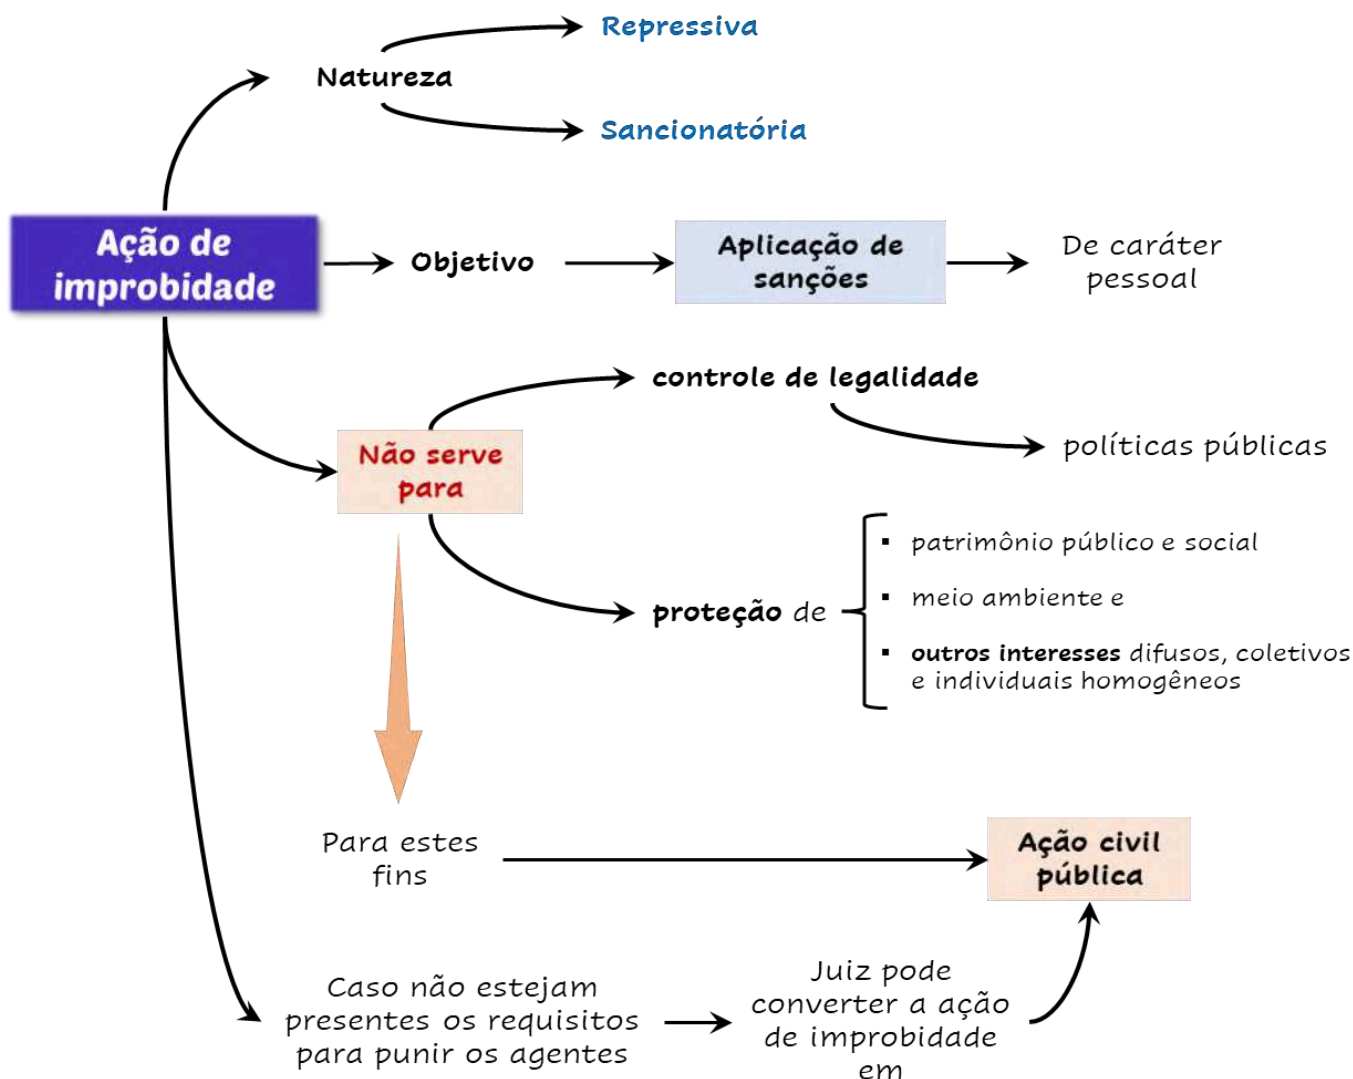 Repressiva
Natureza
Sancionatória
Ação de
improbidade
Objetivo
Aplicação de
sanções
De caráter
pessoal
controle de legalidade
políticas públicas
Não serve
para
proteção de
▪ patrimônio público e social
▪ meio ambiente e
▪ outros interesses difusos, coletivos
e individuais homogêneos
Para estes
fins
Ação civil
pública
Caso não estejam
presentes os requisitos
para punir os agentes
Juiz pode
converter a ação
de improbidade
em